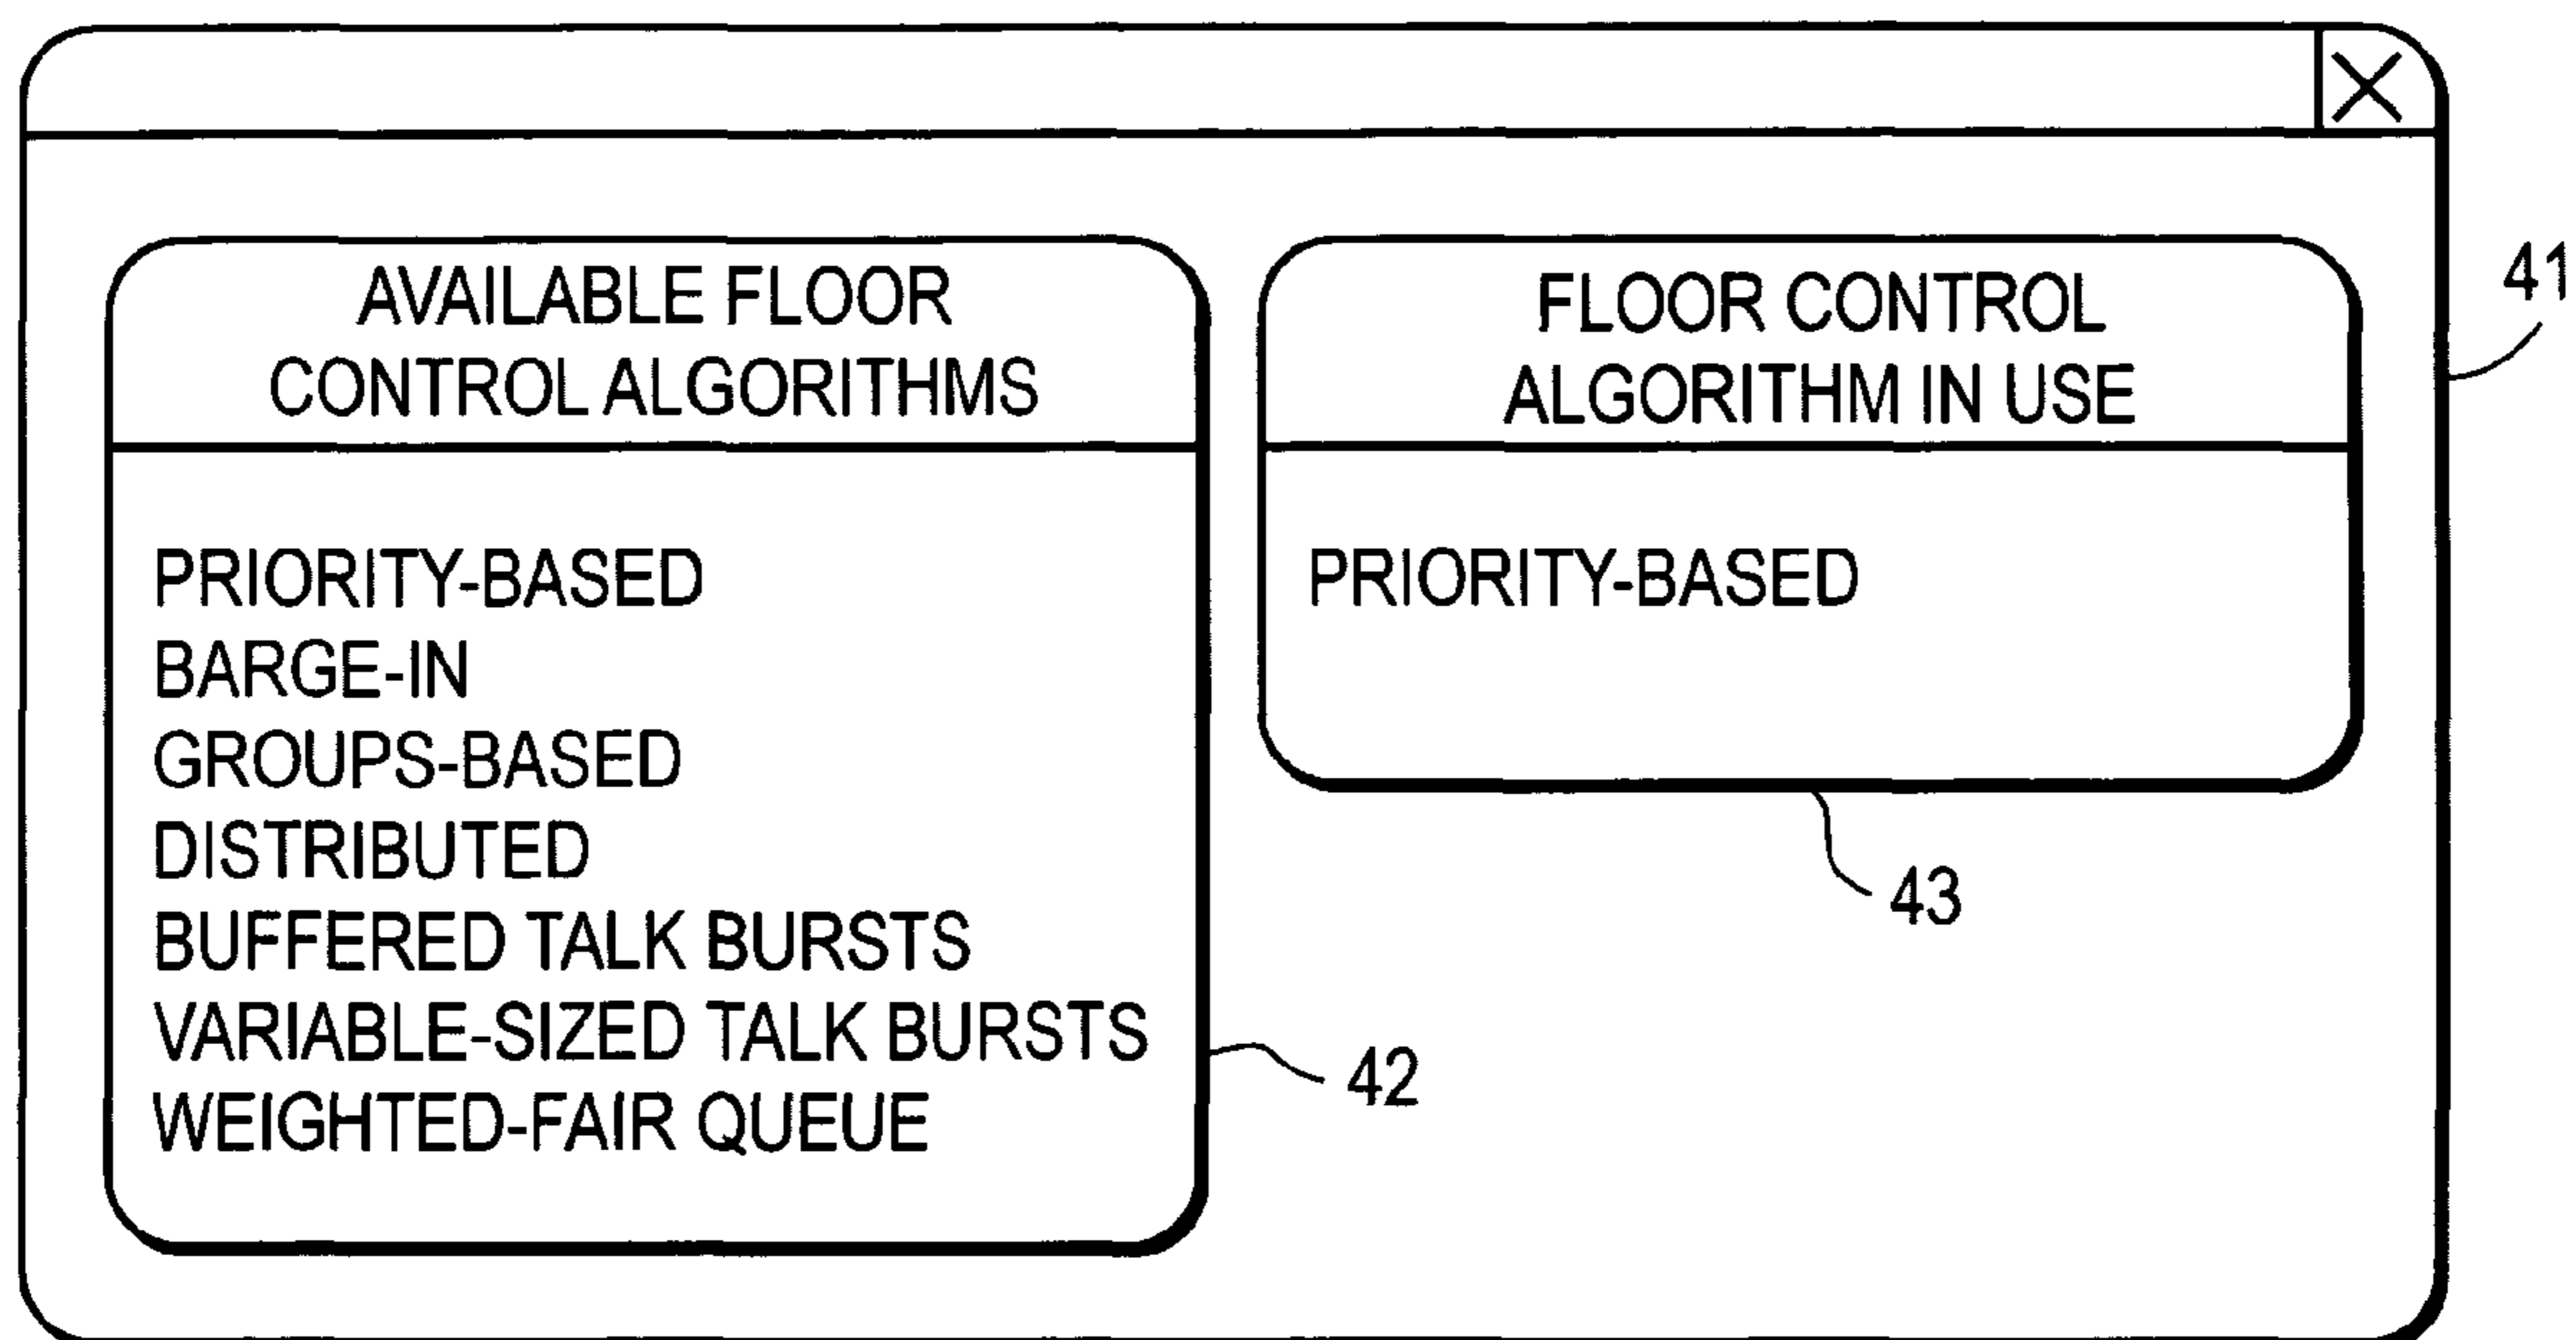 X
AVAILABLE FLOOR
CONTROL ALGORITHMS
PRIORITY-BASED
BARGE-IN
GROUPS-BASED
DISTRIBUTED
BUFFERED TALK BURSTS
VARIABLE-SIZED TALK BURSTS
WEIGHTED-FAIR QUEUE
42
FLOOR CONTROL
ALGORITHM IN USE
PRIORITY-BASED
43
41